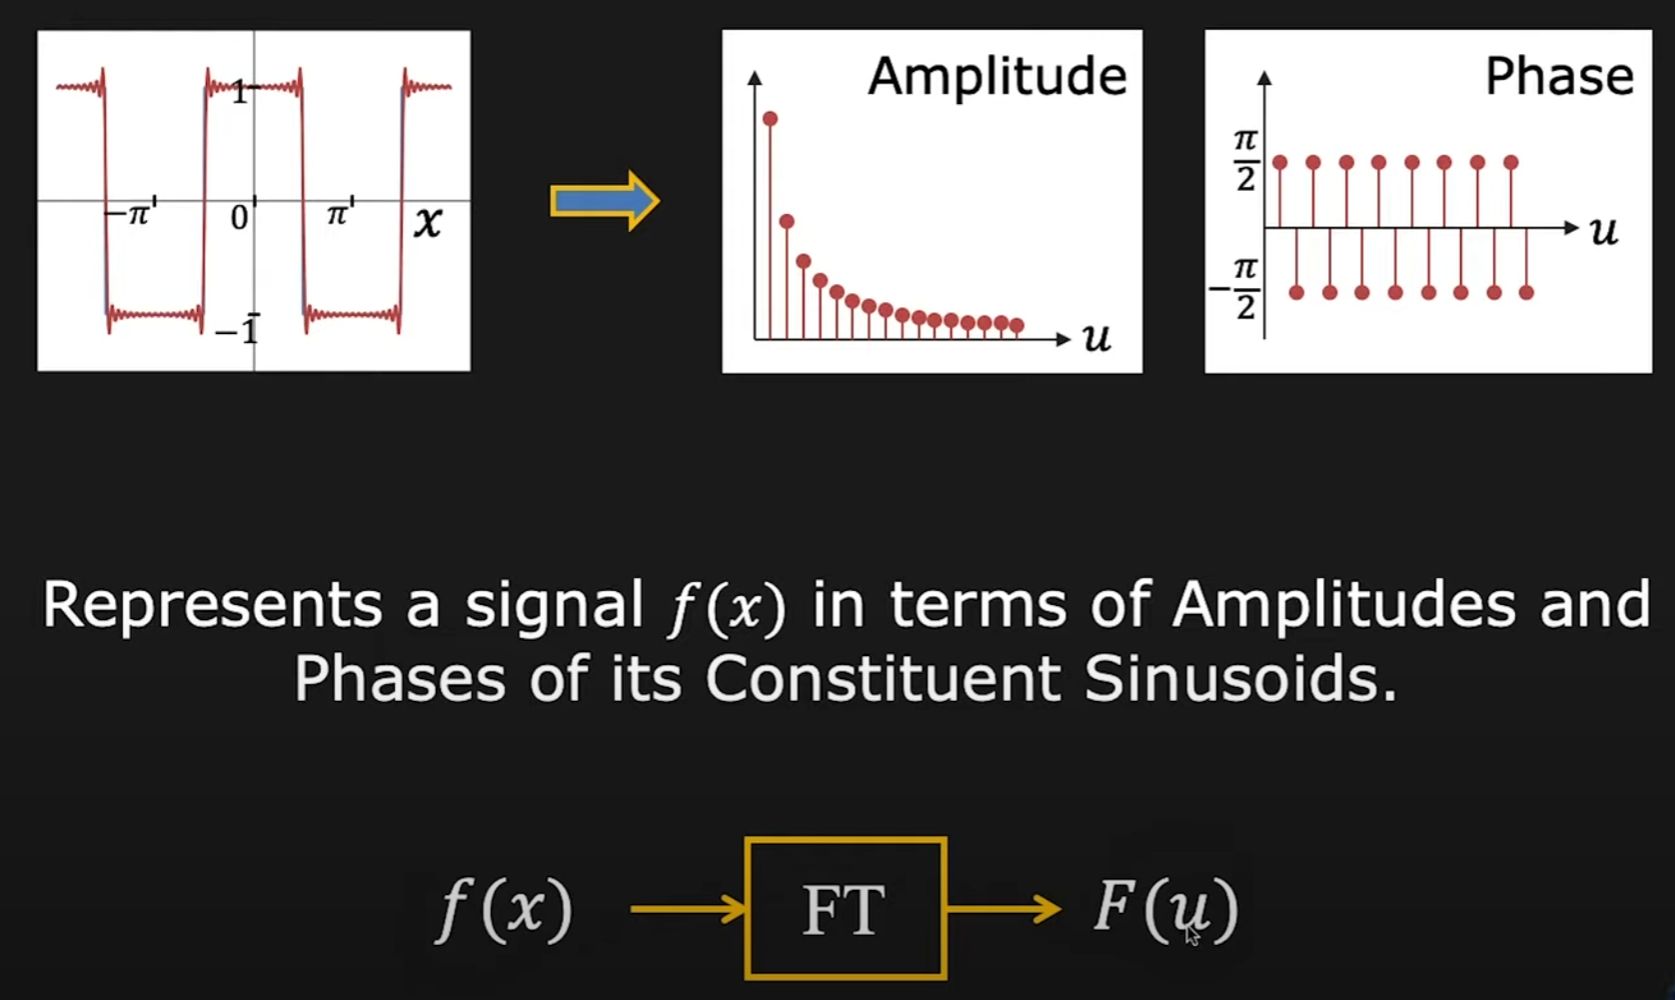 1
−π
0
π
x
−1
Amplitude
u
Phase
π/2
u
−π/2
Represents a signal f(x) in terms of Amplitudes and
Phases of its Constituent Sinusoids.
f(x) FT F(u)